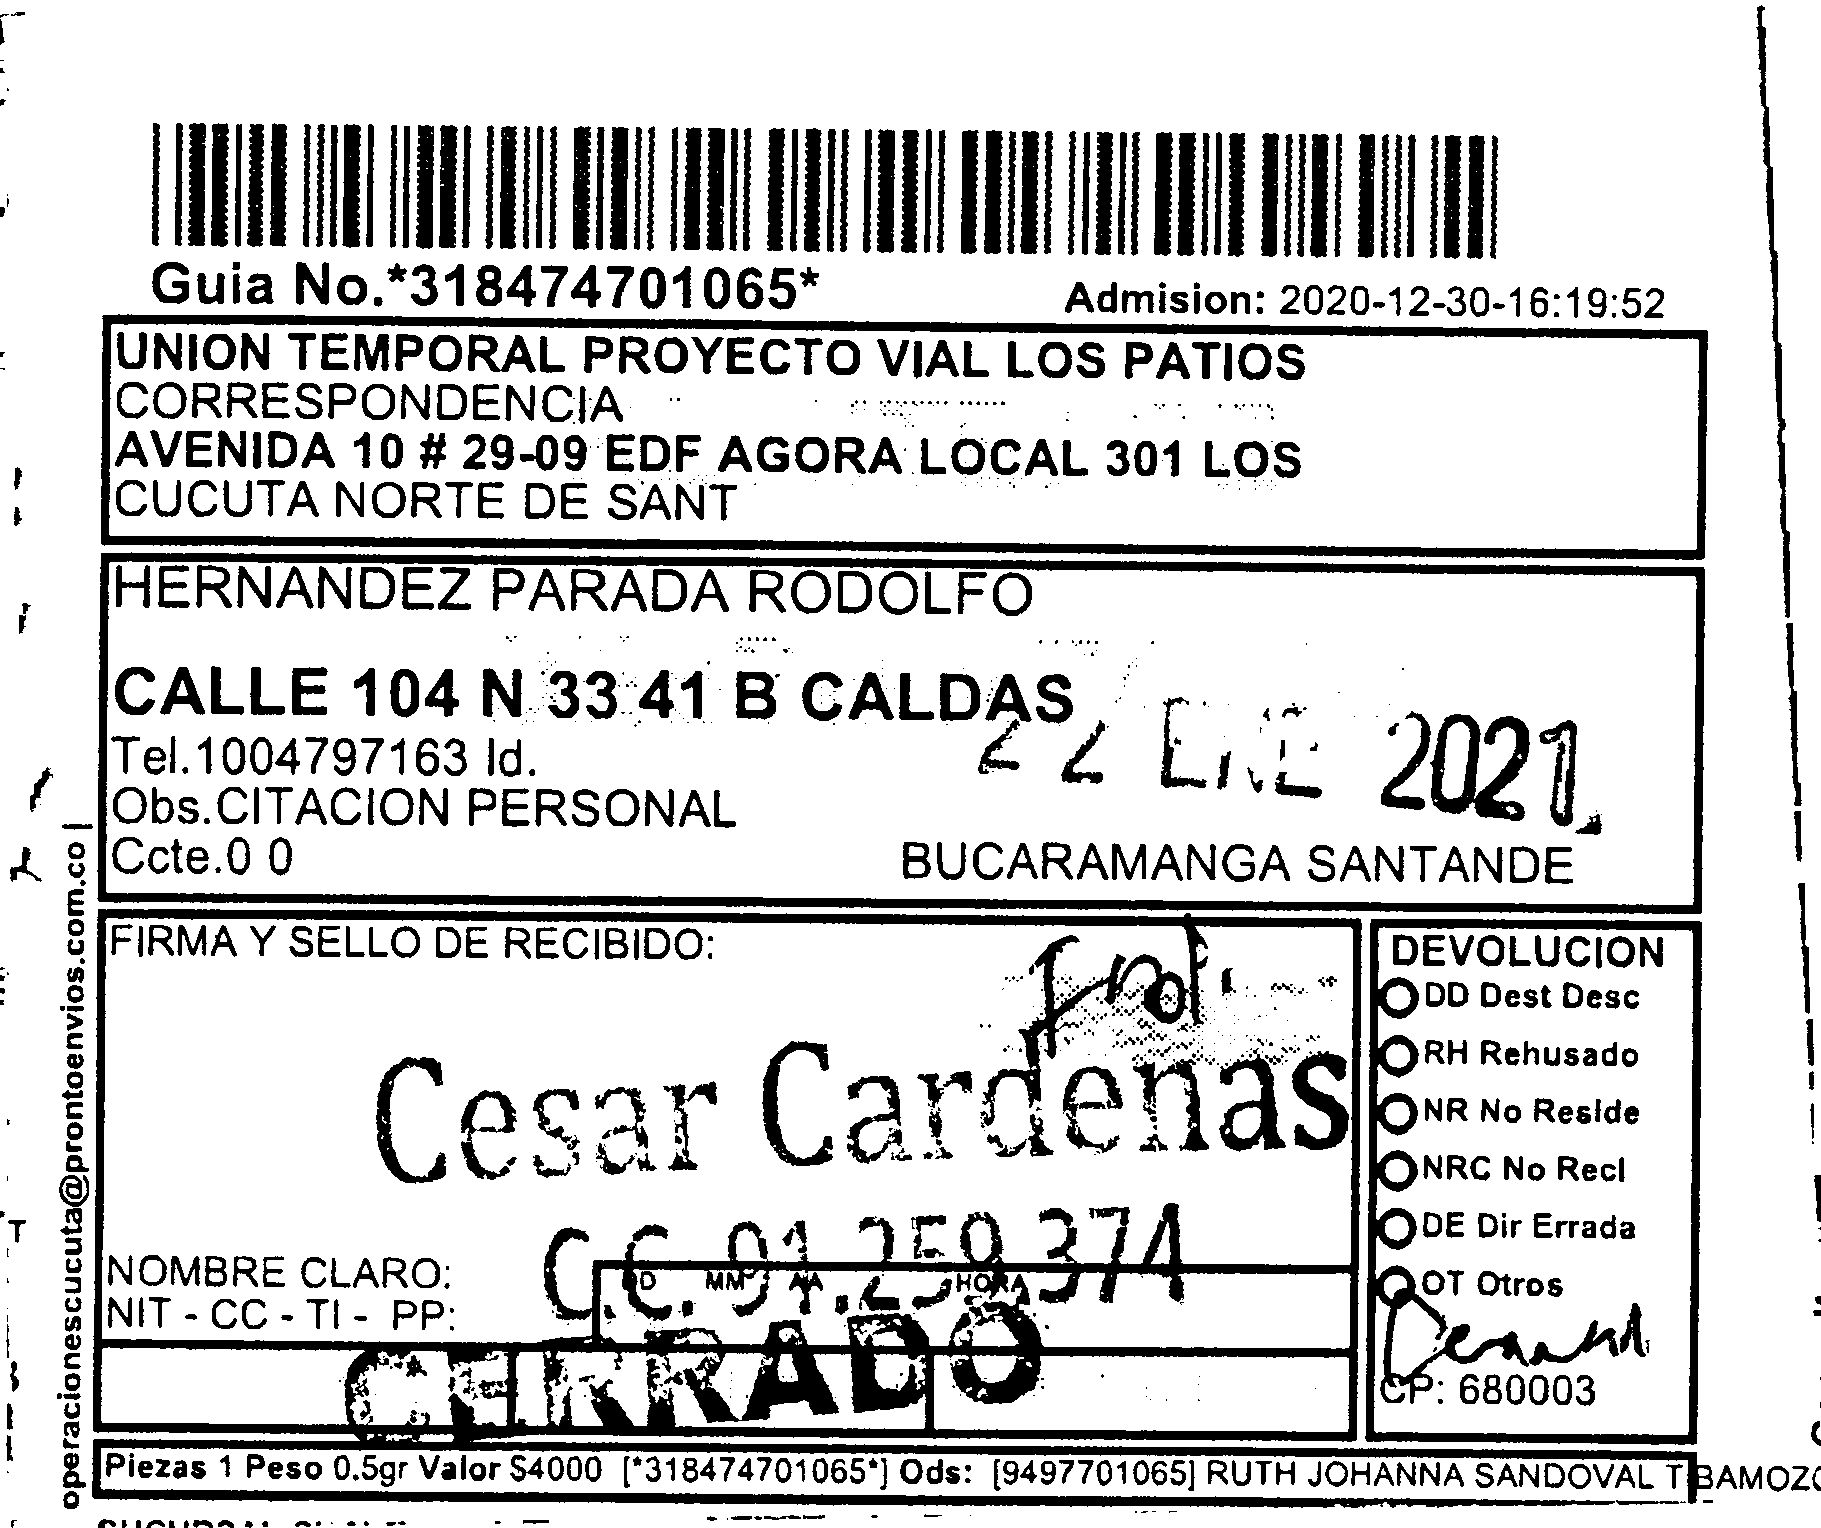 Guia No.*318474701065*
Admision: 2020-12-30-16:19:52
UNION TEMPORAL PROYECTO VIAL LOS PATIOS
CORRESPONDENCIA
AVENIDA 10 # 29-09 EDF AGORA LOCAL 301 LOS
CUCUTA NORTE DE SANT
HERNANDEZ PARADA RODOLFO
CALLE 104 N 33 41 B CALDAS
22 ENE 2021
Tel.1004797163 Id.
Obs.CITACION PERSONAL
Ccte.0 0
BUCARAMANGA SANTANDE
operacionescucuta@prontoenvios.com.co |
FIRMA Y SELLO DE RECIBIDO:
Cesar Cardenas
C.C. 91.259.374
NOMBRE CLARO:
NIT - CC - TI - PP:
MM AA HORA
CERRADO
DEVOLUCION
DD Dest Desc
RH Rehusado
NR No Reside
NRC No Recl
DE Dir Errada
OT Otros
CP: 680003
Piezas 1 Peso 0.5gr Valor $4000 [*318474701065*] Ods: [9497701065] RUTH JOHANNA SANDOVAL TIBAMOZO